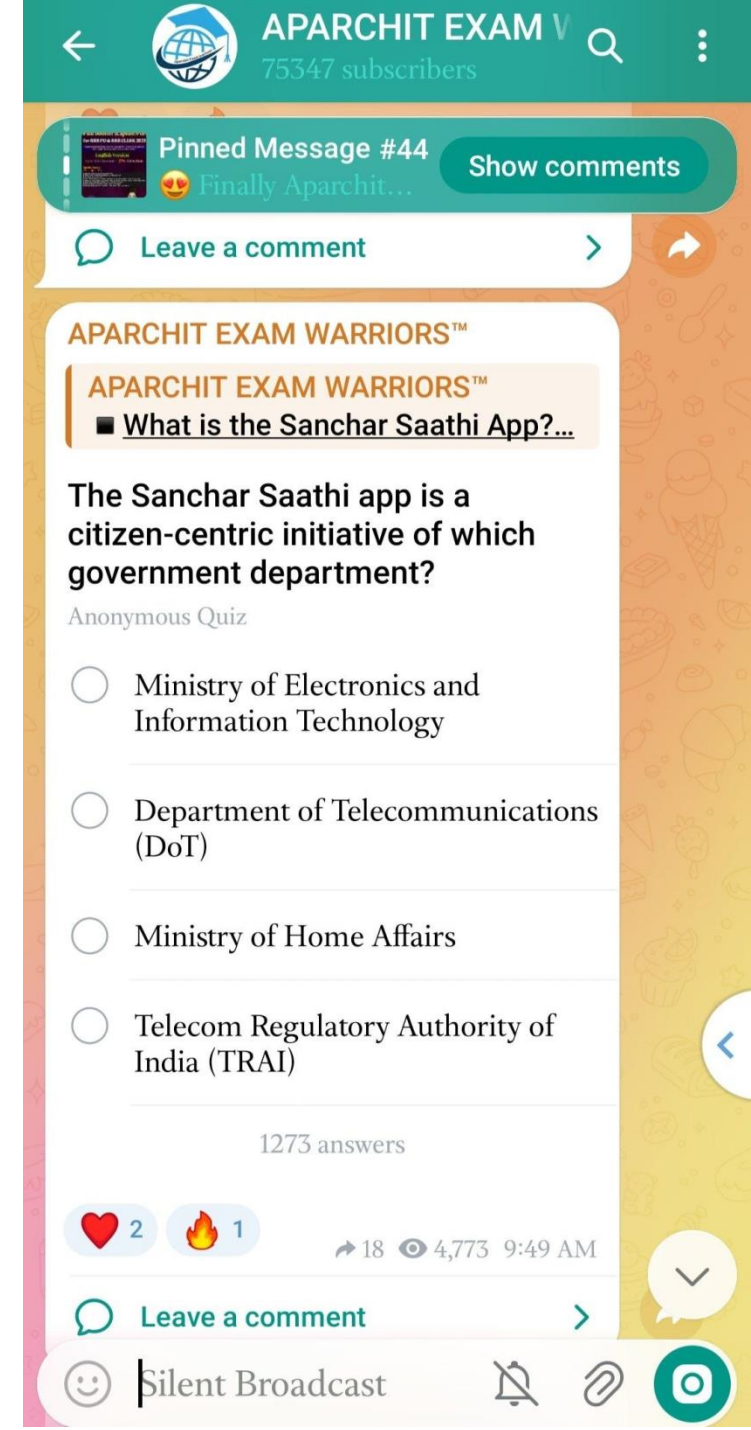 APARCHIT EXAM W
75347 subscribers
Pinned Message #44
😍 Finally Aparchit...
Show comments
Leave a comment
APARCHIT EXAM WARRIORS™
APARCHIT EXAM WARRIORS™
▪️ What is the Sanchar Saathi App?...
The Sanchar Saathi app is a
citizen-centric initiative of which
government department?
Anonymous Quiz
Ministry of Electronics and
Information Technology
Department of Telecommunications
(DoT)
Ministry of Home Affairs
Telecom Regulatory Authority of
India (TRAI)
1273 answers
❤️ 2 🔥 1
18 4,773 9:49 AM
Leave a comment
Silent Broadcast